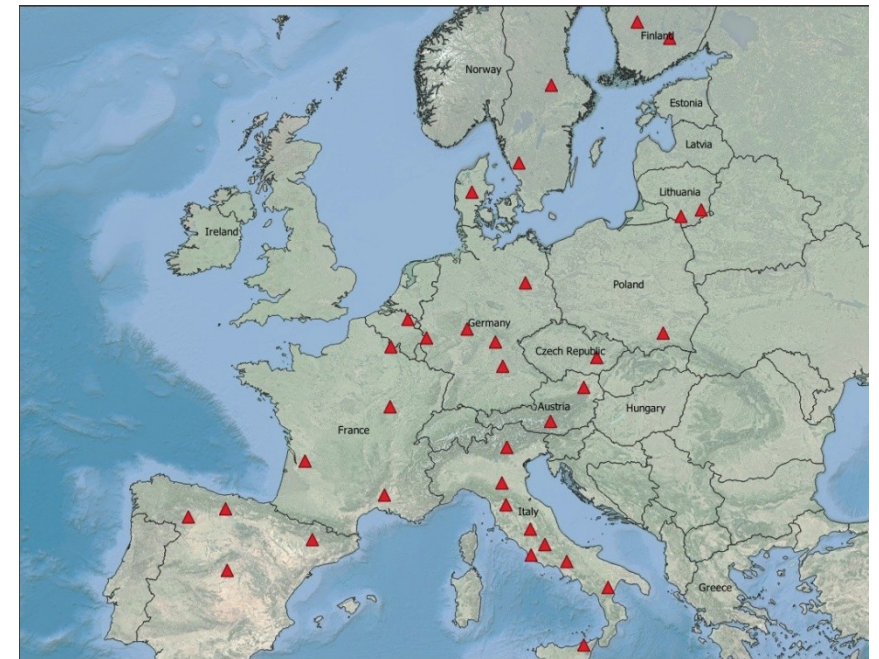 Finland
Norway
Estonia
Latvia
Lithuania
Ireland
Poland
Germany
Czech Republic
Austria
Hungary
France
Italy
Greece